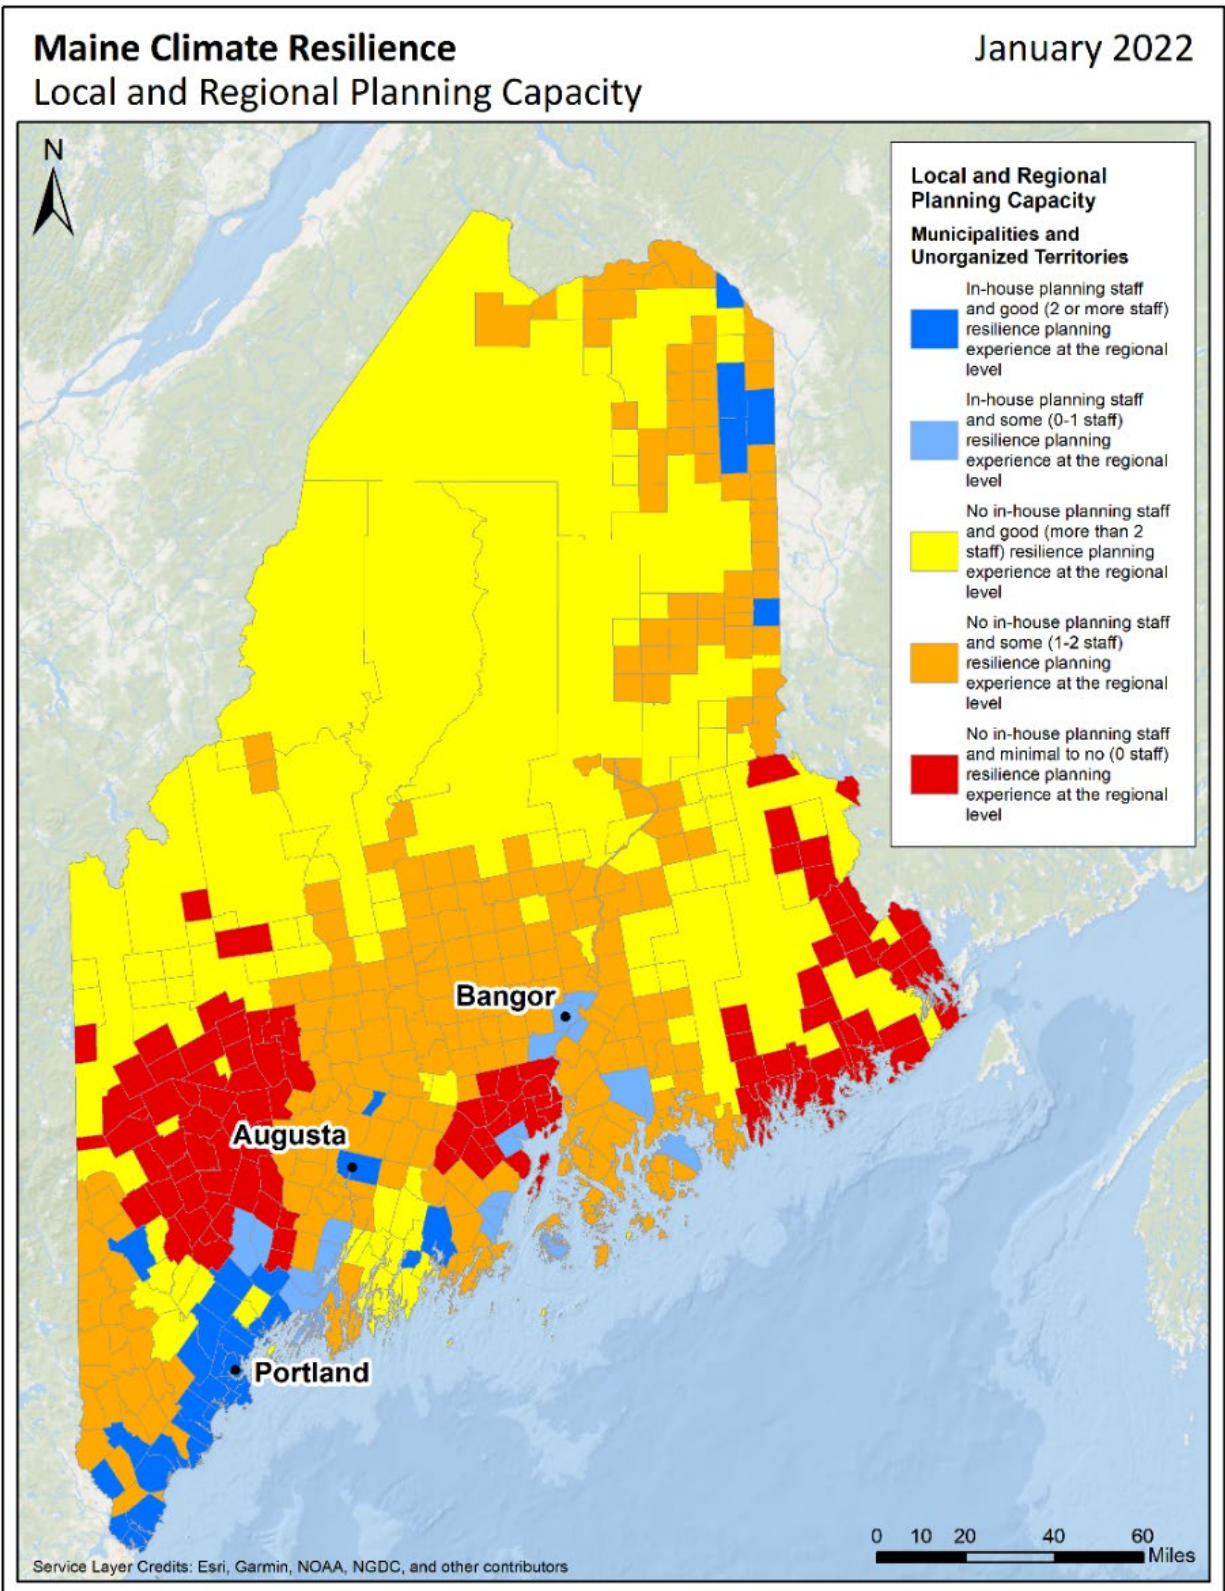 Maine Climate Resilience
January 2022
Local and Regional Planning Capacity
N
Local and Regional
Planning Capacity
Municipalities and
Unorganized Territories
In-house planning staff
and good (2 or more staff)
resilience planning
experience at the regional
level
In-house planning staff
and some (0-1 staff)
resilience planning
experience at the regional
level
No in-house planning staff
and good (more than 2
staff) resilience planning
experience at the regional
level
No in-house planning staff
and some (1-2 staff)
resilience planning
experience at the regional
level
No in-house planning staff
and minimal to no (0 staff)
resilience planning
experience at the regional
level
Bangor
Augusta
Portland
0 10 20 40 60
Miles
Service Layer Credits: Esri, Garmin, NOAA, NGDC, and other contributors